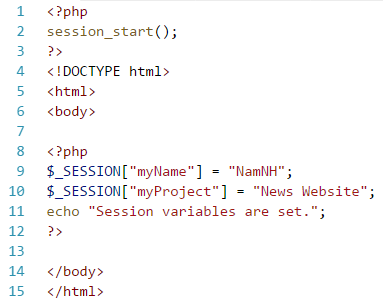 1 <?php
2 session_start();
3 ?>
4 <!DOCTYPE html>
5 <html>
6 <body>
7
8 <?php
9 $_SESSION["myName"] = "NamNH";
10 $_SESSION["myProject"] = "News Website";
11 echo "Session variables are set.";
12 ?>
13
14 </body>
15 </html>